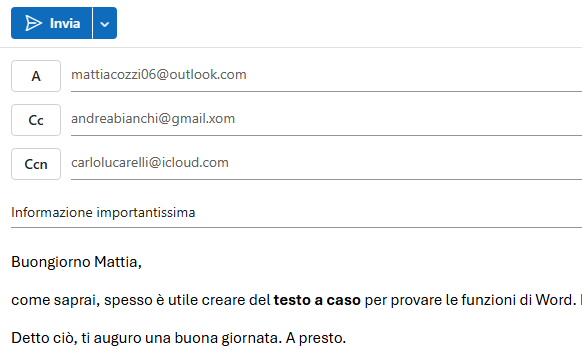 Invia
A mattiacozzi06@outlook.com
Cc andreabianchi@gmail.xom
Ccn carlolucarelli@icloud.com
Informazione importantissima
Buongiorno Mattia,
come saprai, spesso è utile creare del testo a caso per provare le funzioni di Word.
Detto ciò, ti auguro una buona giornata. A presto.